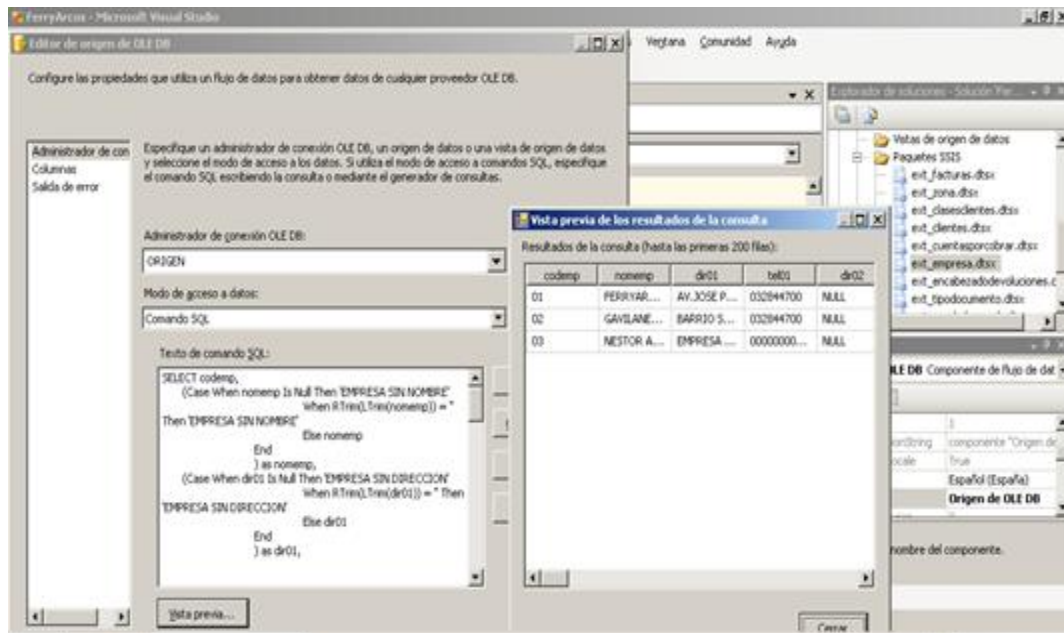 FerryArcos - Microsoft Visual Studio
Editor de origen de OLE DB
Ventana Comunidad Ayuda
Configure las propiedades que utiliza un flujo de datos para obtener datos de cualquier proveedor OLE DB.
Administrador de con
Columnas
Salida de error
Especifique un administrador de conexión OLE DB, un origen de datos o una vista de origen de datos
y seleccione el modo de acceso a los datos. Si utiliza el modo de acceso a comandos SQL, especifique
el comando SQL escribiendo la consulta o mediante el generador de consultas.
Administrador de conexión OLE DB:
ORIGEN
Modo de acceso a datos:
Comando SQL
Texto de comando SQL:
SELECT codemp,
(Case When nomemp Is Null Then 'EMPRESA SIN NOMBRE'
When RTrim(LTrim(nomemp)) = ''
Then 'EMPRESA SIN NOMBRE'
Else nomemp
End
) as nomemp,
(Case When dir01 Is Null Then 'EMPRESA SIN DIRECCION'
When RTrim(LTrim(dir01)) = '' Then
'EMPRESA SIN DIRECCION'
Else dir01
End
) as dir01,
Vista previa...
Vista previa de los resultados de la consulta
Resultados de la consulta (hasta las primeras 200 filas):
codemp nomemp dir01 tel01 dir02
01 FERRYAR... AV.JOSE P... 032844700 NULL
02 GAVILANE... BARRIO S... 032844700 NULL
03 NESTOR A... EMPRESA ... 00000000... NULL
Cerrar
Explorador de soluciones - Solución 'Fer...
Vistas de origen de datos
Paquetes SSIS
ext_facturas.dtsx
ext_zona.dtsx
ext_clasesclientes.dtsx
ext_clientes.dtsx
ext_cuentasporcobrar.dtsx
ext_empresa.dtsx
ext_encabezadodevoluciones.d
ext_tipodocumento.dtsx
OLE DB Componente de flujo de dat
componente "Origen de
True
Español (España)
Origen de OLE DB
nombre del componente.